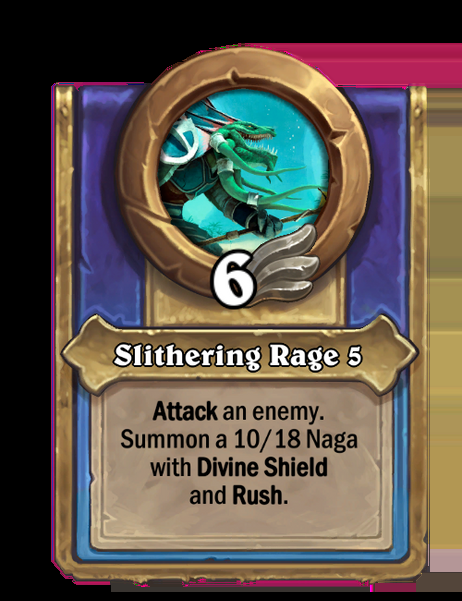 6
Slithering Rage 5
Attack an enemy.
Summon a 10/18 Naga
with Divine Shield
and Rush.